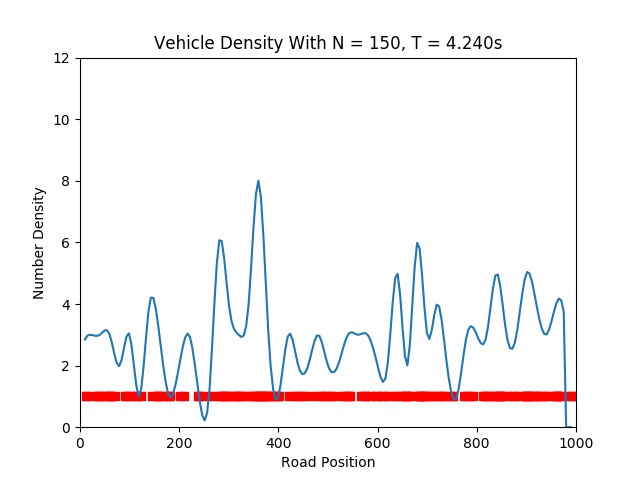 Vehicle Density With N = 150, T = 4.240s
12
10
8
6
4
2
0
Number Density
0 200 400 600 800 1000
Road Position